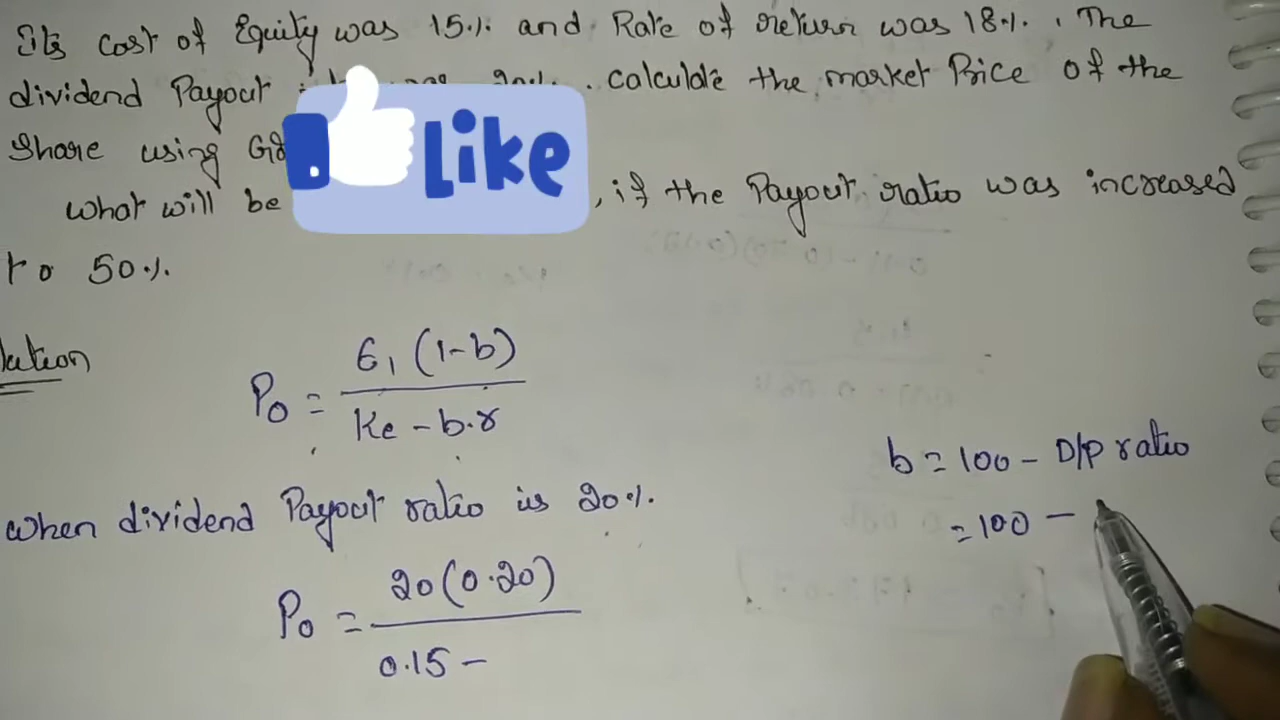 Its cost of Equity was 15%. and Rate of return was 18%. The
dividend Payout 20%. calculate the market Price of the
Share using
Like
what will be , if the Payout ratio was increased
to 50%.
P₀ = E₁ (1-b) / Ke - b.r
b = 100 - D/P ratio
= 100 -
when dividend Payout ratio is 20%.
P₀ = 20(0.20) / 0.15 -